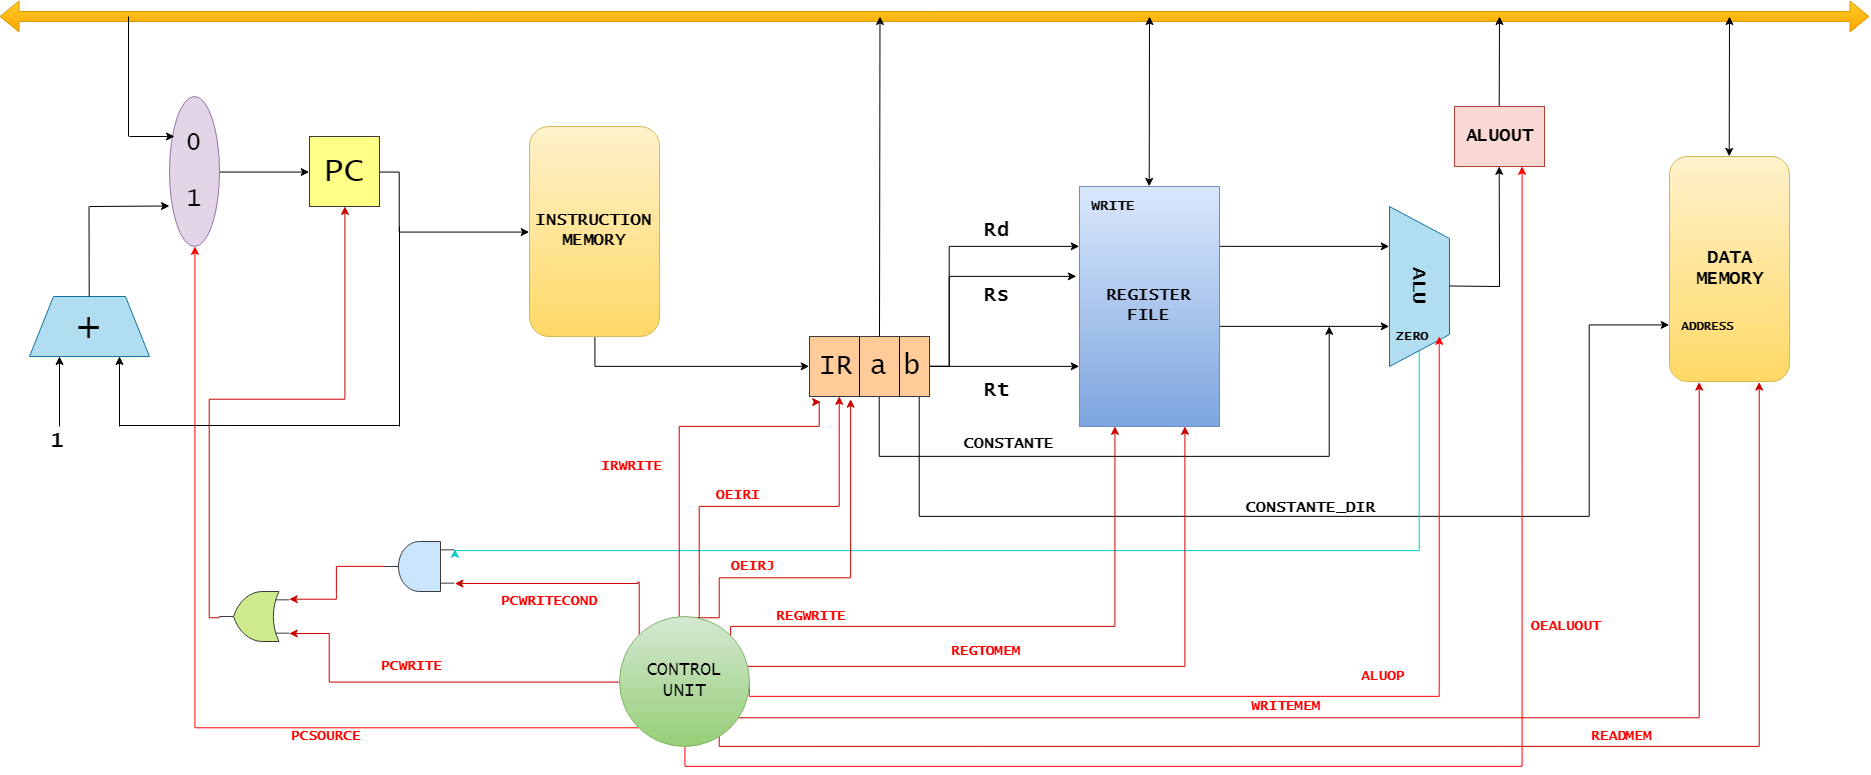 0
1
PC
+
1
INSTRUCTION
MEMORY
IR
a
b
Rd
Rs
Rt
WRITE
REGISTER
FILE
ALU
ZERO
ALUOUT
DATA
MEMORY
ADDRESS
CONSTANTE
CONSTANTE_DIR
IRWRITE
OEIRI
OEIRJ
PCWRITECOND
REGWRITE
REGTOMEM
OEALUOUT
PCWRITE
CONTROL
UNIT
ALUOP
WRITEMEM
PCSOURCE
READMEM